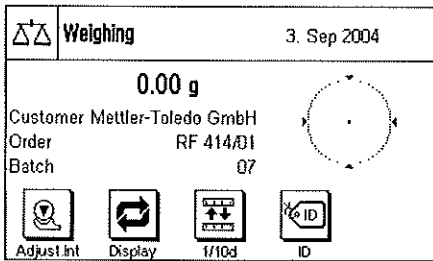 Weighing 3. Sep 2004
0.00 g
Customer Mettler-Toledo GmbH
Order RF 414/01
Batch 07
ID
Adjust.Int Display 1/10d ID